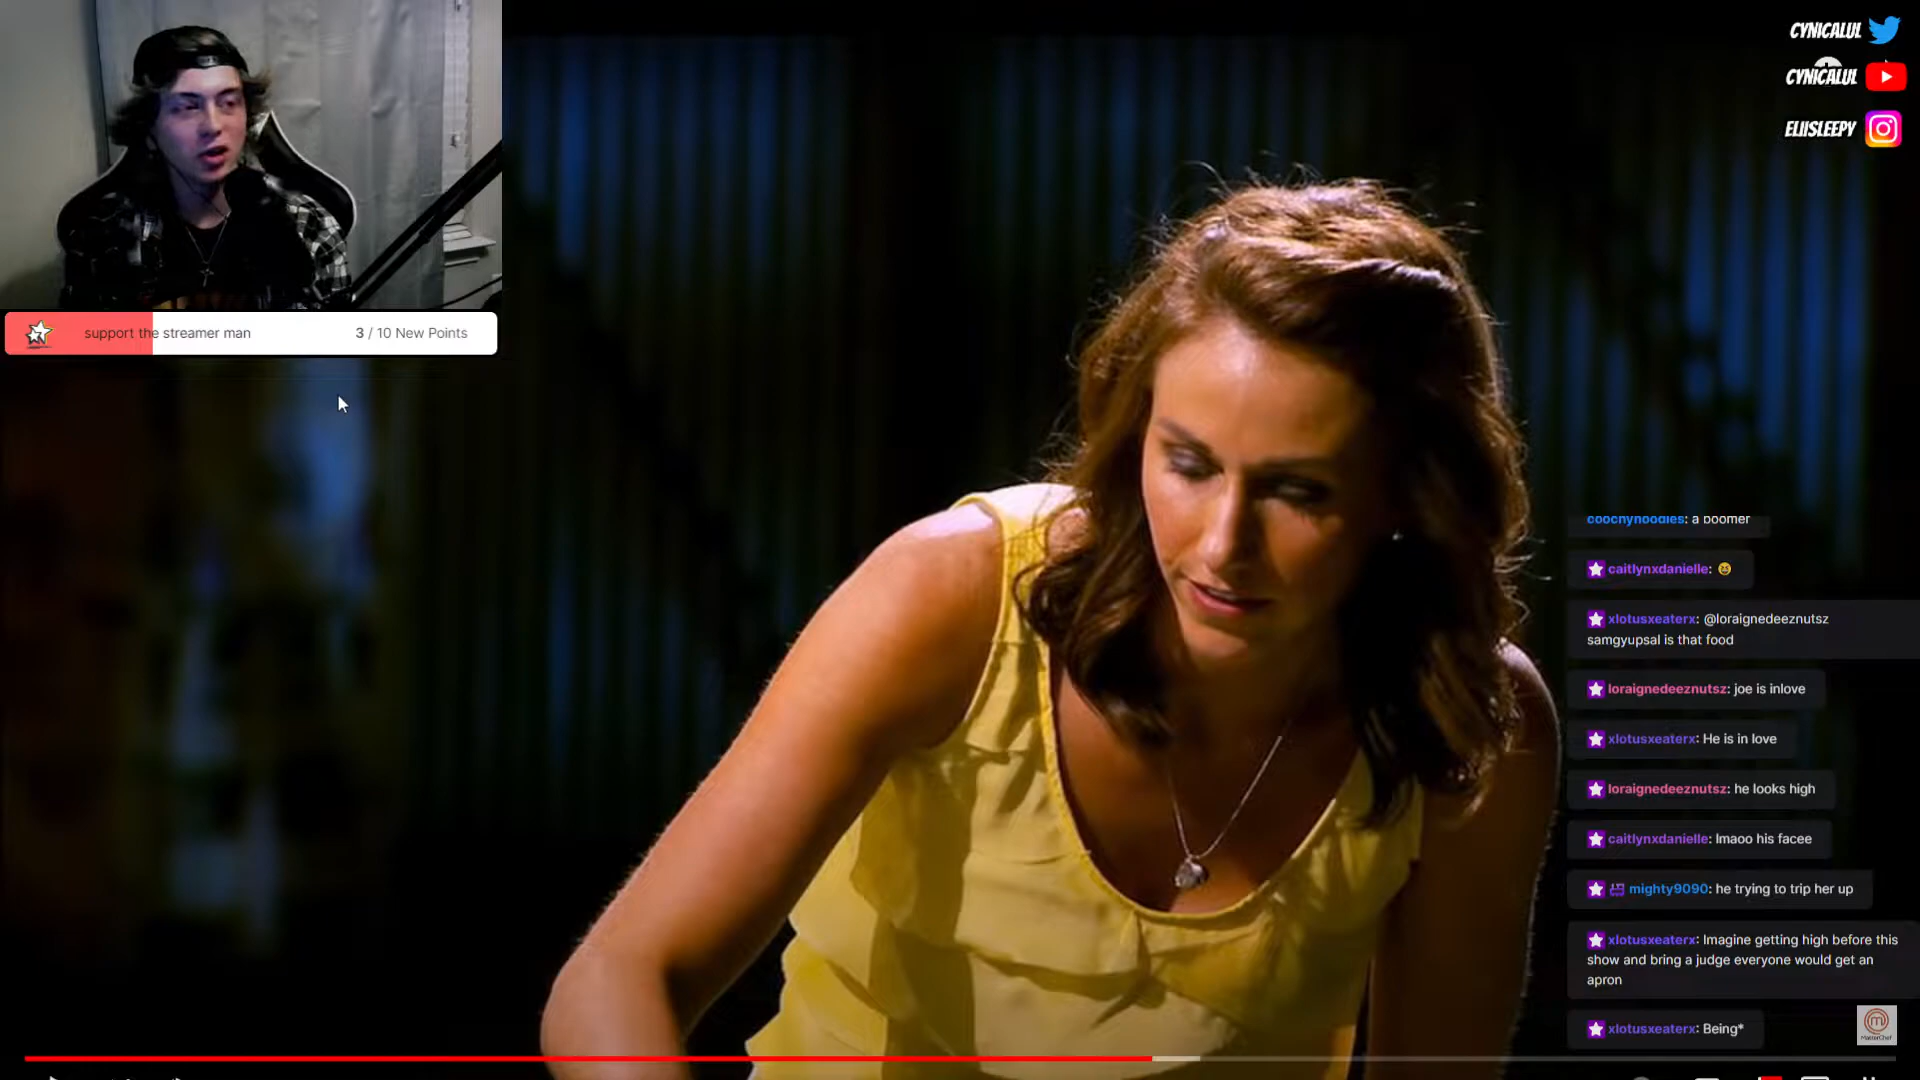 CYNICALUL
CYNICALUL
ELIISLEEPY
support the streamer man 3 / 10 New Points
coochynoodles: a boomer
caitlynxdanielle:
xlotusxeaterx: @loraignedeeznutsz
samgyupsal is that food
loraignedeeznutsz: joe is inlove
xlotusxeaterx: He is in love
loraignedeeznutsz: he looks high
caitlynxdanielle: lmaoo his facee
mighty9090: he trying to trip her up
xlotusxeaterx: Imagine getting high before this
show and bring a judge everyone would get an
apron
xlotusxeaterx: Being*
MasterChef